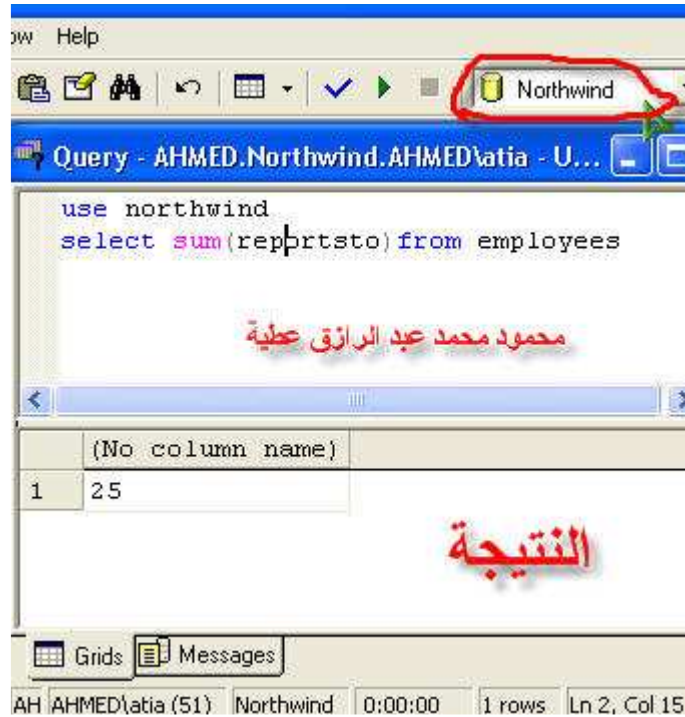 ow Help
Northwind
Query - AHMED.Northwind.AHMED\atia - U...
use northwind
select sum(reportsto)from employees
محمود محمد عبد الرازق عطية
(No column name)
1 25
النتيجة
Grids Messages
AH AHMED\atia (51) Northwind 0:00:00 1 rows Ln 2, Col 15